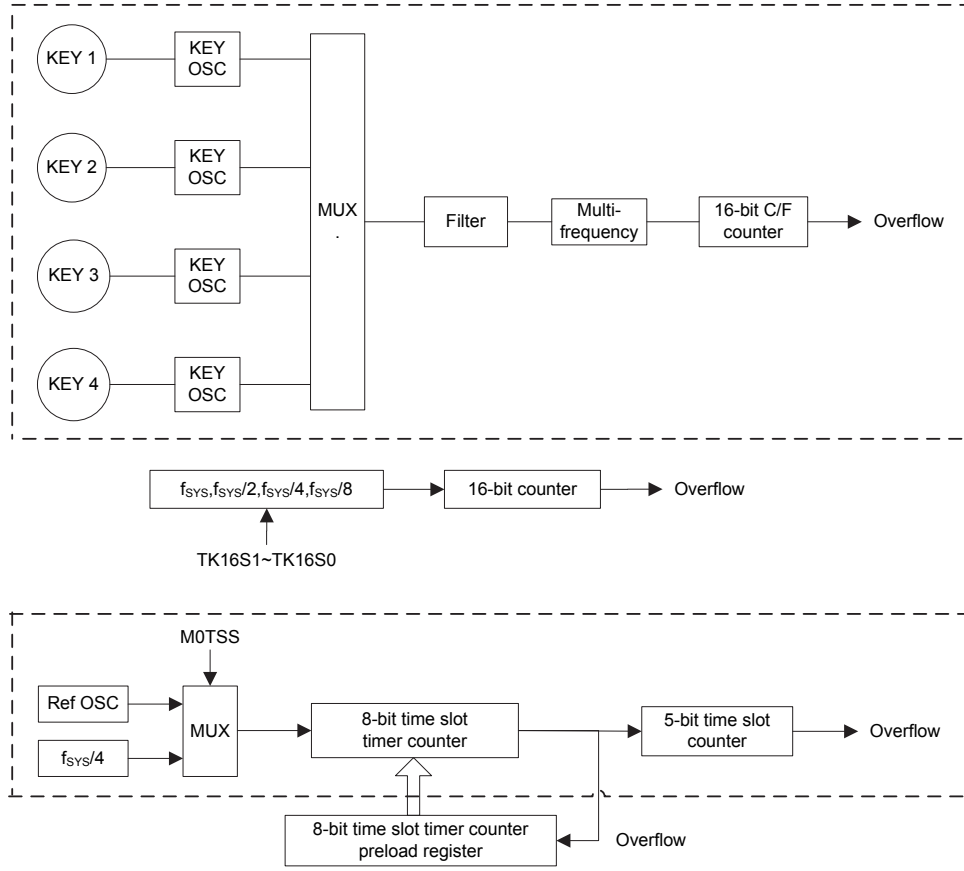 KEY 1
KEY
OSC
KEY 2
KEY
OSC
KEY 3
KEY
OSC
KEY 4
KEY
OSC
MUX
.
Filter
Multi-
frequency
16-bit C/F
counter
Overflow
fSYS,fSYS/2,fSYS/4,fSYS/8
16-bit counter
Overflow
TK16S1~TK16S0
M0TSS
Ref OSC
fSYS/4
MUX
8-bit time slot
timer counter
5-bit time slot
counter
Overflow
8-bit time slot timer counter
preload register
Overflow